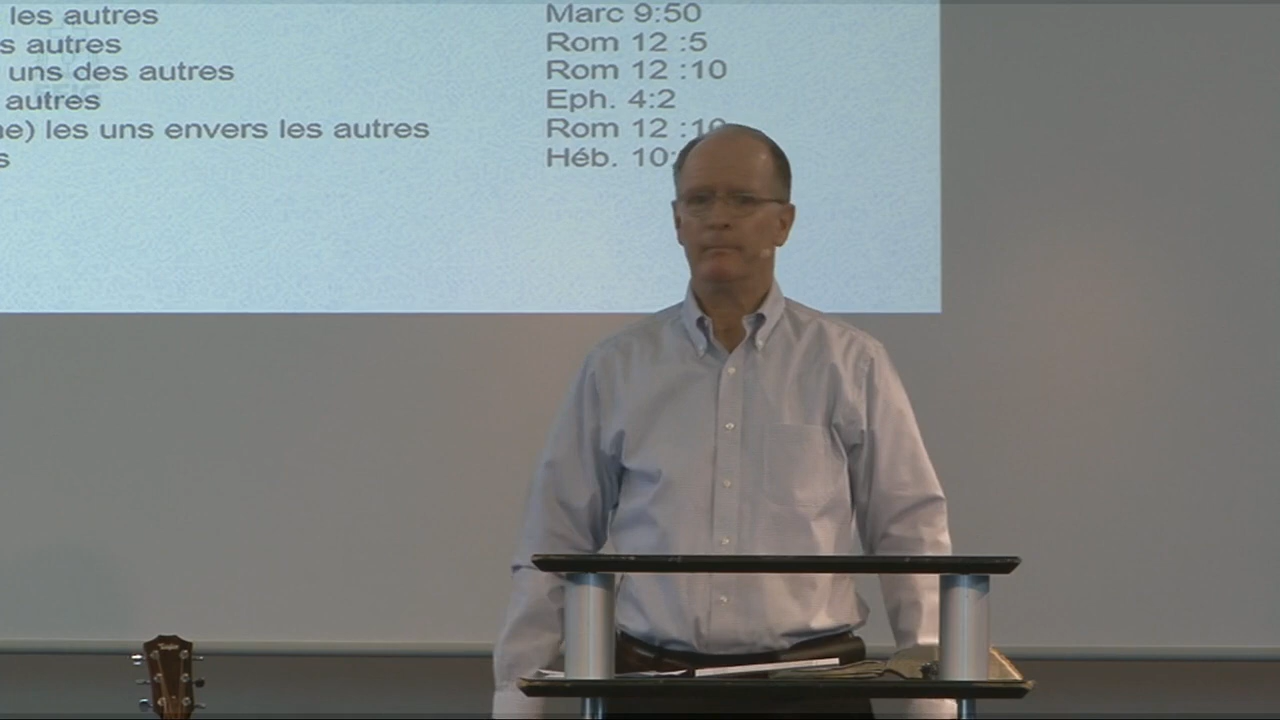 les autres Marc 9:50
s autres Rom 12 :5
uns des autres Rom 12 :10
autres Eph. 4:2
e) les uns envers les autres Rom 12 :10
s Héb. 10:
Taylor